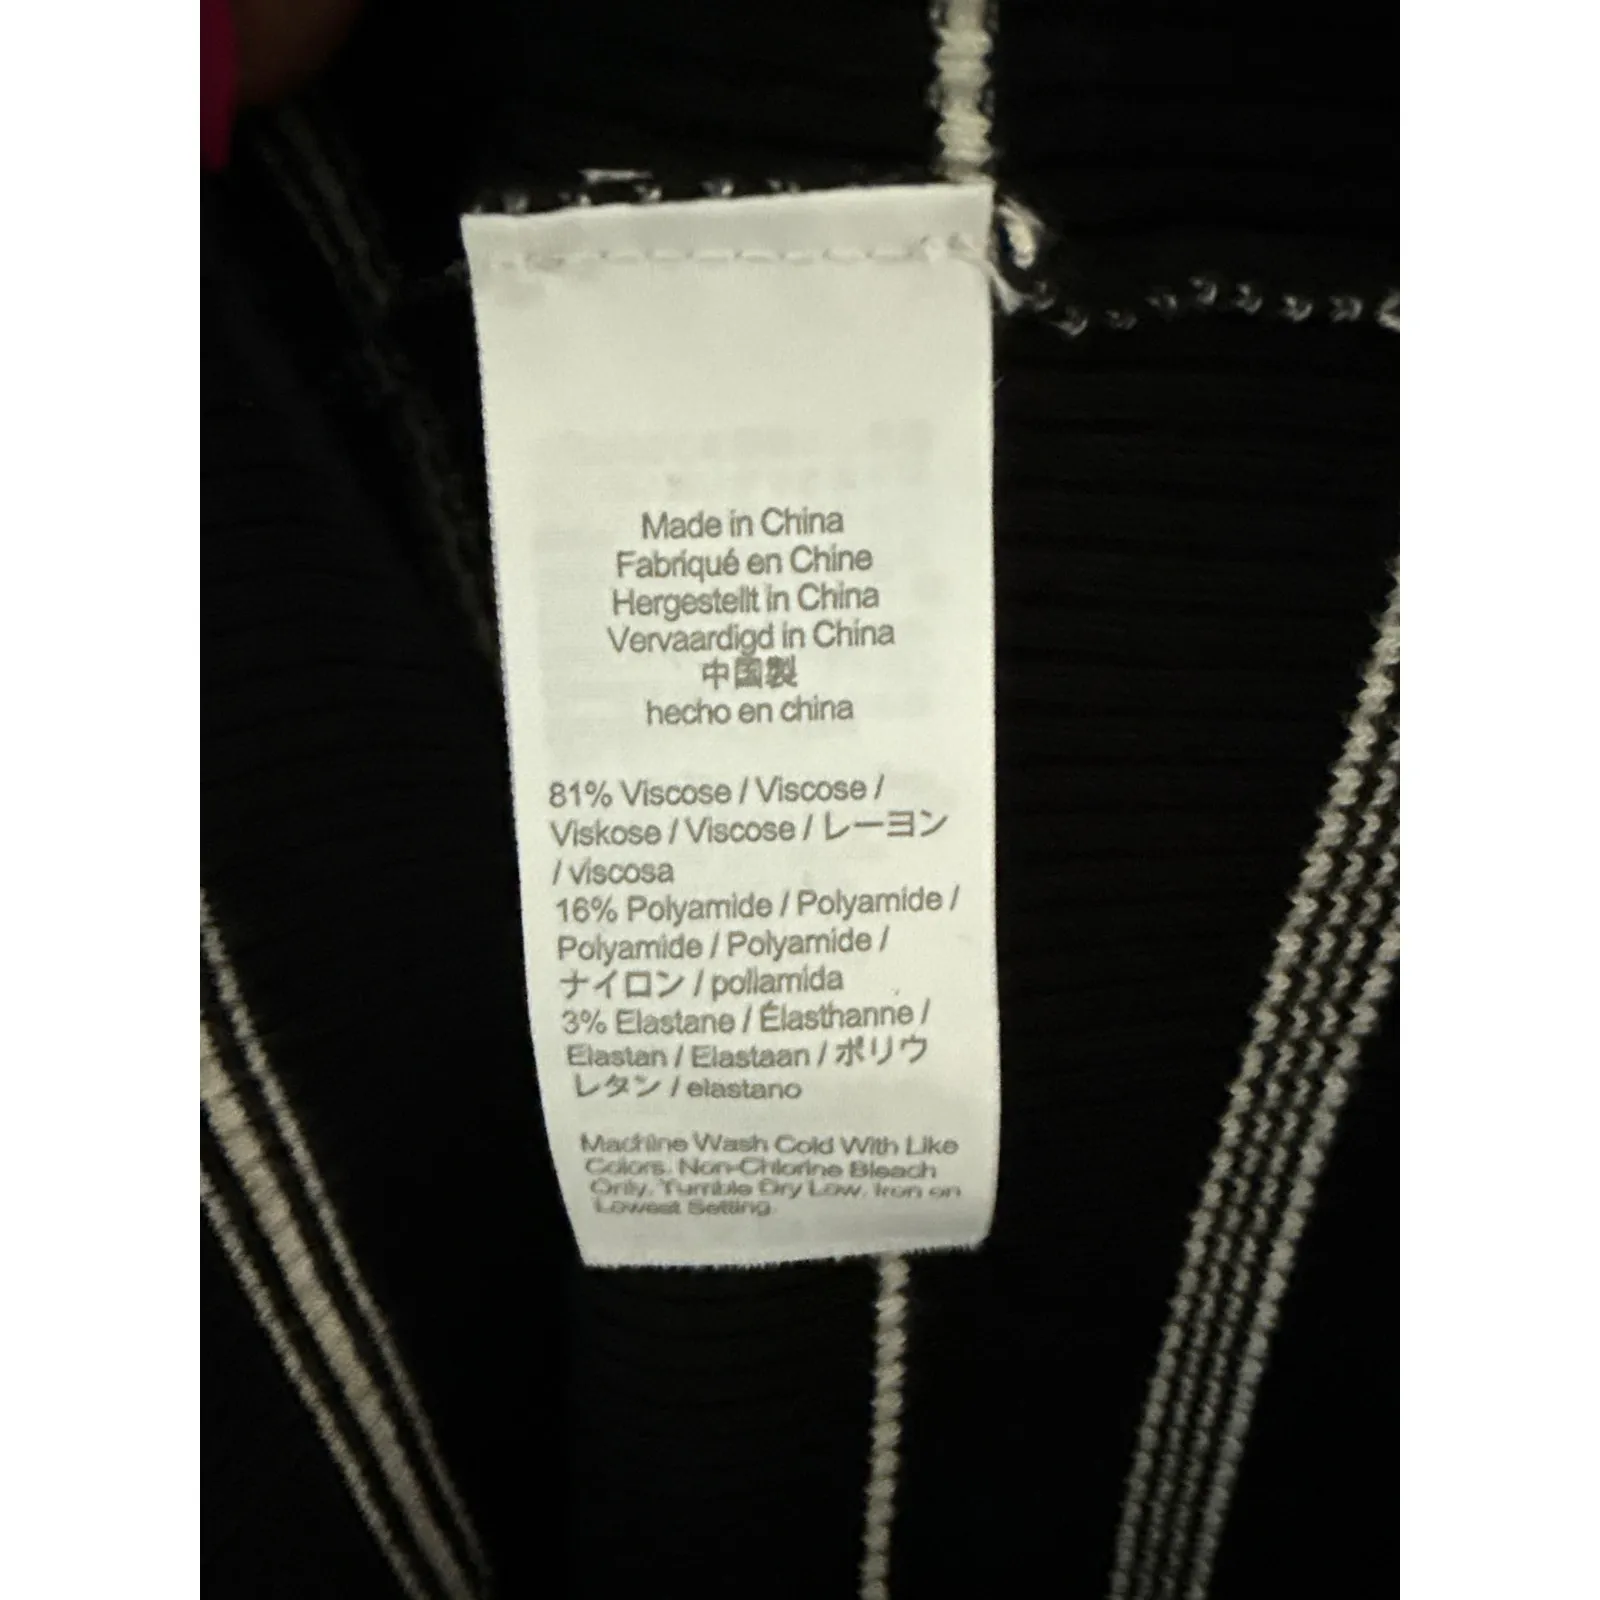 Made in China
Fabriqué en Chine
Hergestellt in China
Vervaardigd in China
中国製
hecho en china
81% Viscose / Viscose /
Viskose / Viscose / レーヨン
/ viscosa
16% Polyamide / Polyamide /
Polyamide / Polyamide /
ナイロン / poliamida
3% Elastane / Élasthanne /
Elastan / Elastaan / ポリウ
レタン / elastano
Machine Wash Cold With Like
Colors. Non-Chlorine Bleach
Only. Tumble Dry Low. Iron on
Lowest Setting